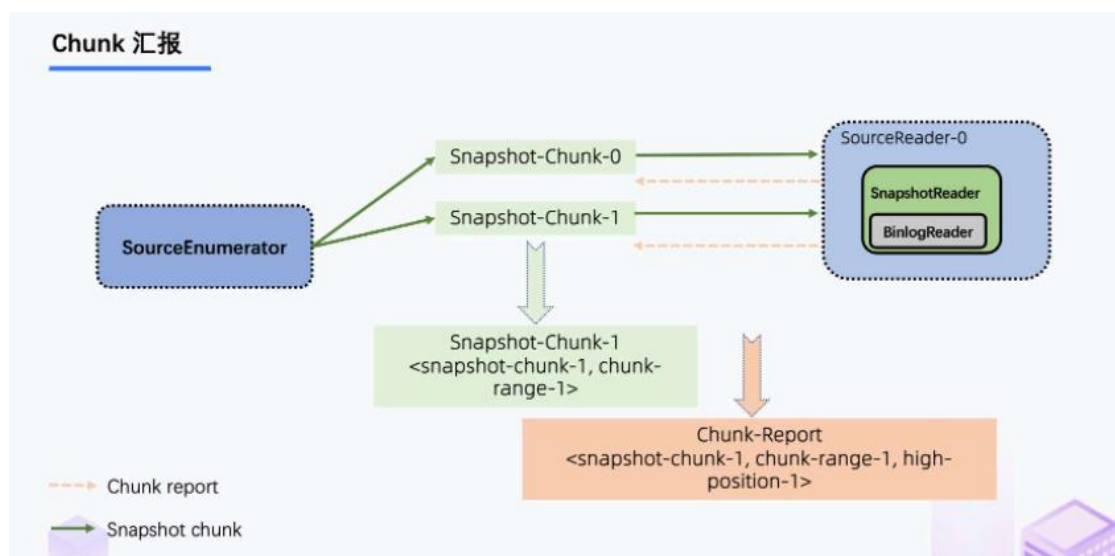 Chunk 汇报
Snapshot-Chunk-0
SourceReader-0
SnapshotReader
Snapshot-Chunk-1
BinlogReader
SourceEnumerator
Snapshot-Chunk-1
<snapshot-chunk-1, chunk-
range-1>
Chunk-Report
<snapshot-chunk-1, chunk-range-1, high-
position-1>
Chunk report
Snapshot chunk